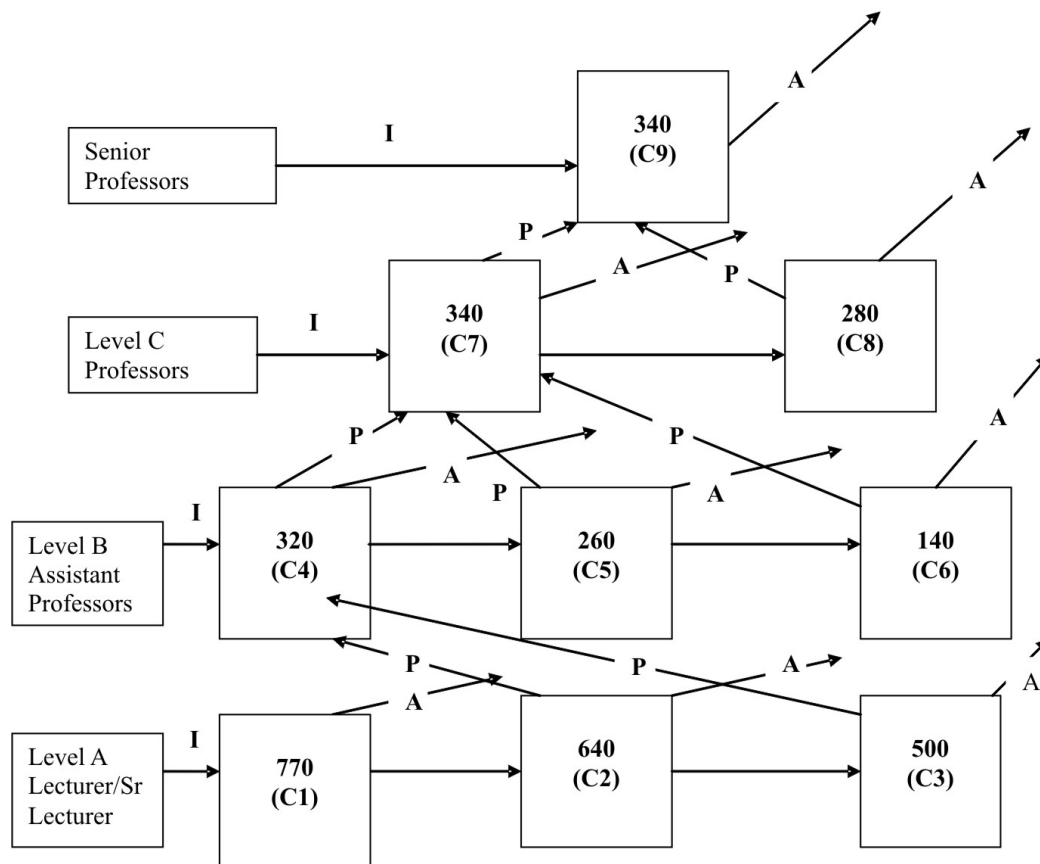 A
340
(C9)
I
Senior
Professors
A
P
A
P
340
(C7)
280
(C8)
I
Level C
Professors
A
P
P
A
P
A
I
320
(C4)
260
(C5)
140
(C6)
Level B
Assistant
Professors
P
A
P
A
A
I
770
(C1)
640
(C2)
500
(C3)
Level A
Lecturer/Sr
Lecturer